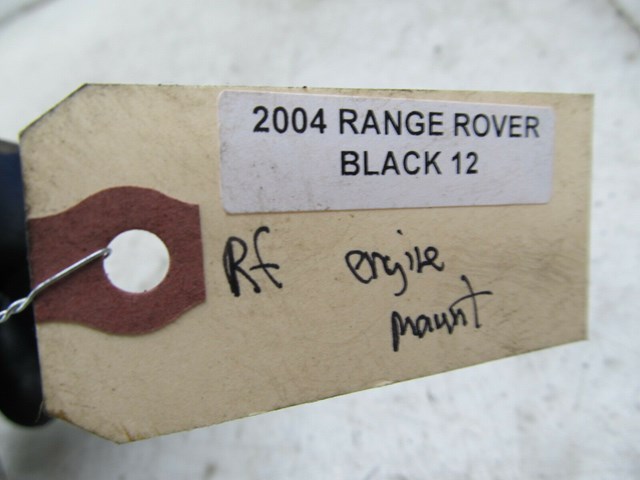 2004 RANGE ROVER
BLACK 12
Rf engine
mount